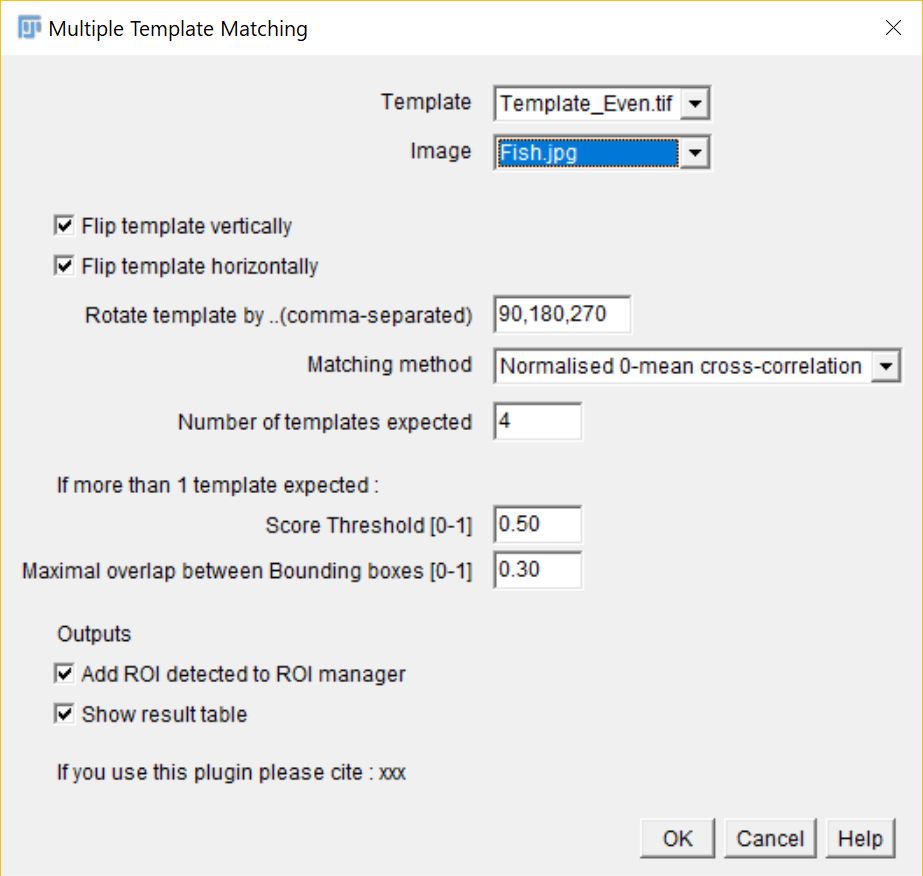 Multiple Template Matching
Template Template_Even.tif
Image Fish.jpg
Flip template vertically
Flip template horizontally
Rotate template by ..(comma-separated) 90,180,270
Matching method Normalised 0-mean cross-correlation
Number of templates expected 4
If more than 1 template expected :
Score Threshold [0-1] 0.50
Maximal overlap between Bounding boxes [0-1] 0.30
Outputs
Add ROI detected to ROI manager
Show result table
If you use this plugin please cite : xxx
OK Cancel Help